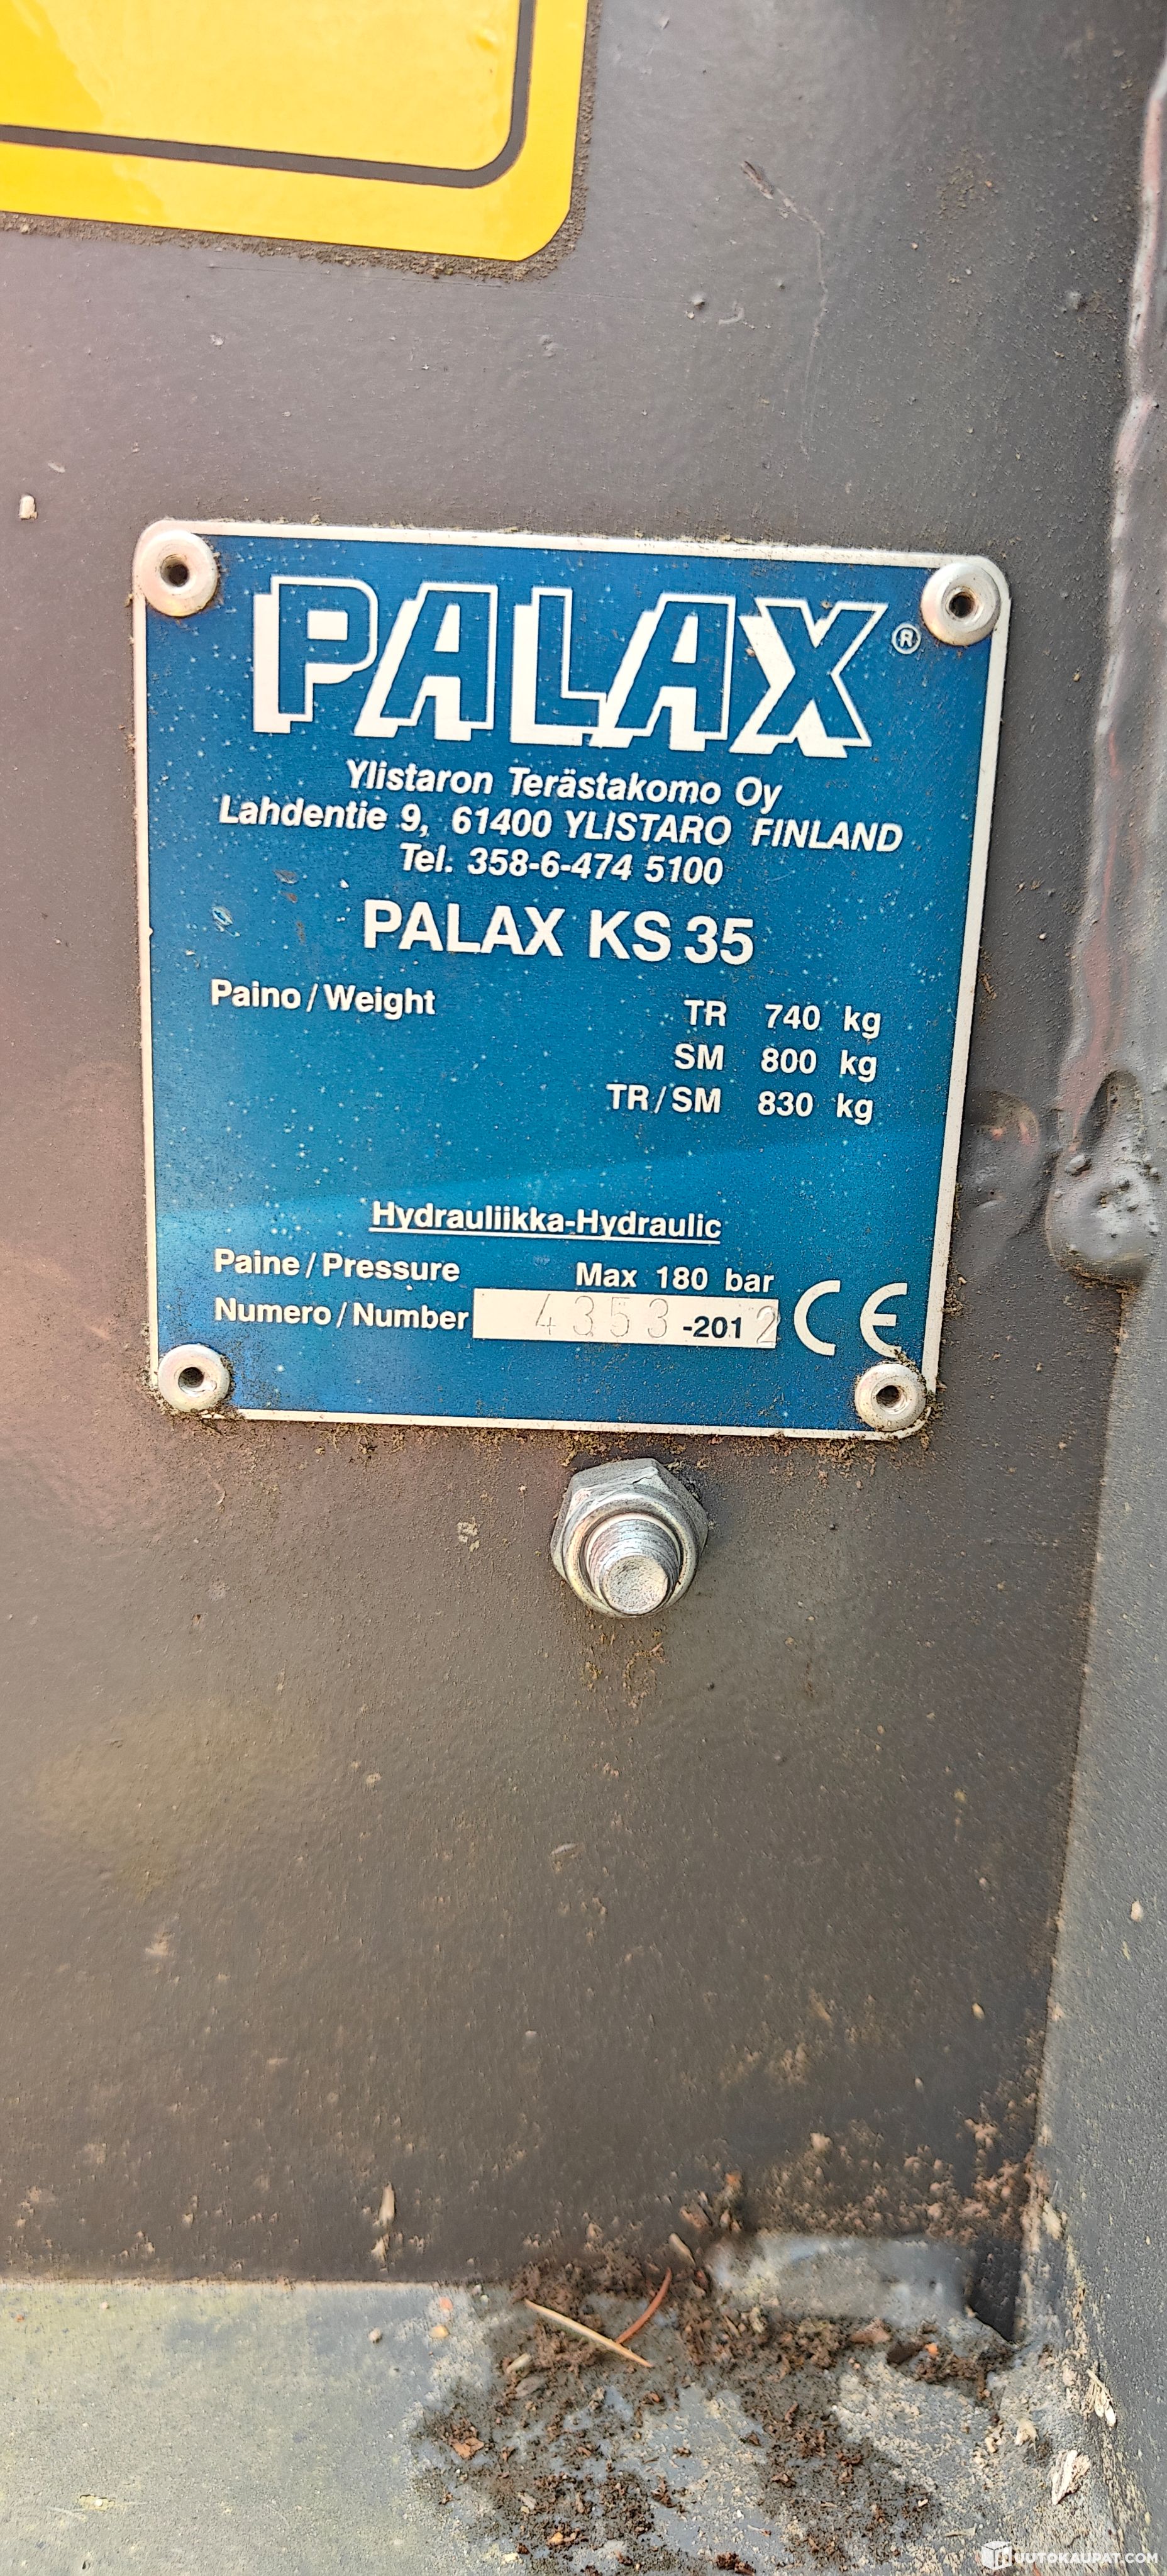 PALAX®
Ylistaron Terästakomo Oy
Lahdentie 9, 61400 YLISTARO FINLAND
Tel. 358-6-474 5100
PALAX KS 35
Paino / Weight TR 740 kg
SM 800 kg
TR / SM 830 kg
Hydrauliikka-Hydraulic
Paine / Pressure Max 180 bar
Numero / Number 4353 -2012 CE
HUUTOKAUPAT.COM